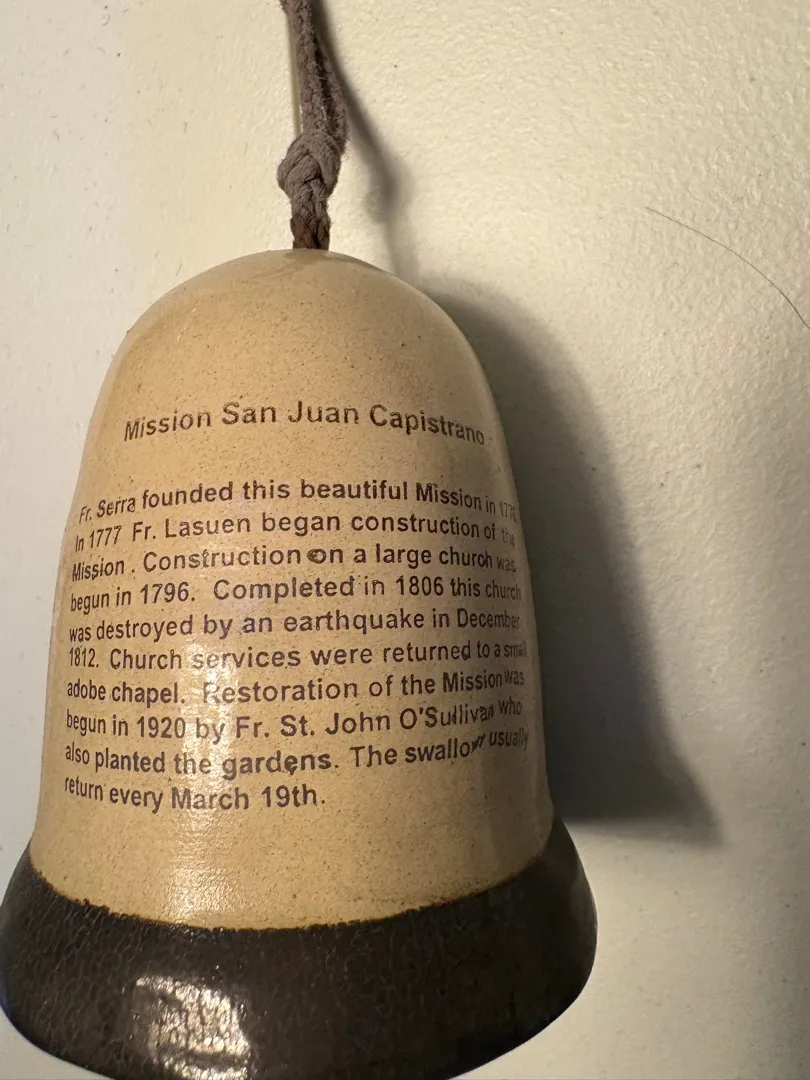 Mission San Juan Capistrano
Fr. Serra founded this beautiful Mission in
In 1777 Fr. Lasuen began construction of the
Mission . Construction on a large church was
begun in 1796. Completed in 1806 this church
was destroyed by an earthquake in December
1812. Church services were returned to a small
adobe chapel. Restoration of the Mission was
begun in 1920 by Fr. St. John O'Sullivan who
also planted the gardens. The swallow usually
return every March 19th.